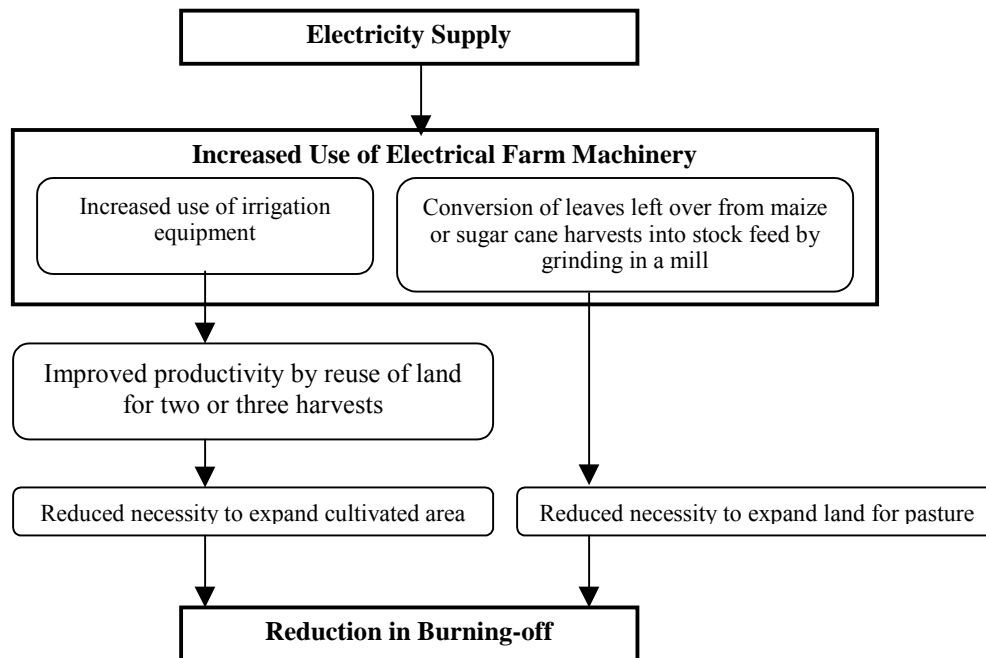 Electricity Supply
Increased Use of Electrical Farm Machinery
Increased use of irrigation
equipment
Conversion of leaves left over from maize
or sugar cane harvests into stock feed by
grinding in a mill
Improved productivity by reuse of land
for two or three harvests
Reduced necessity to expand cultivated area
Reduced necessity to expand land for pasture
Reduction in Burning-off